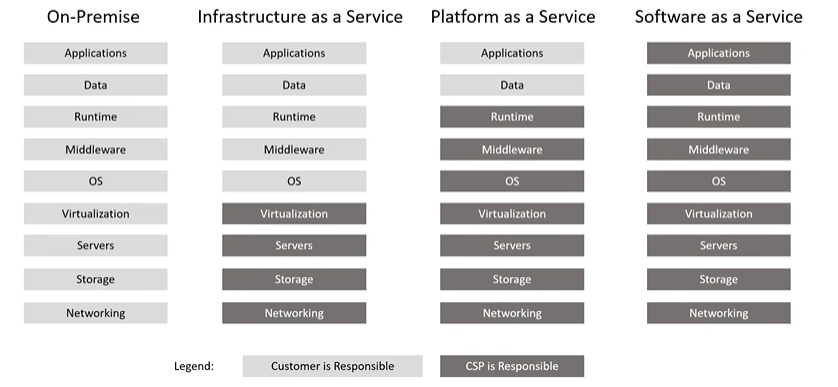 On-Premise
Infrastructure as a Service
Platform as a Service
Software as a Service
Applications
Applications
Applications
Applications
Data
Data
Data
Data
Runtime
Runtime
Runtime
Runtime
Middleware
Middleware
Middleware
Middleware
OS
OS
OS
OS
Virtualization
Virtualization
Virtualization
Virtualization
Servers
Servers
Servers
Servers
Storage
Storage
Storage
Storage
Networking
Networking
Networking
Networking
Legend:
Customer is Responsible
CSP is Responsible